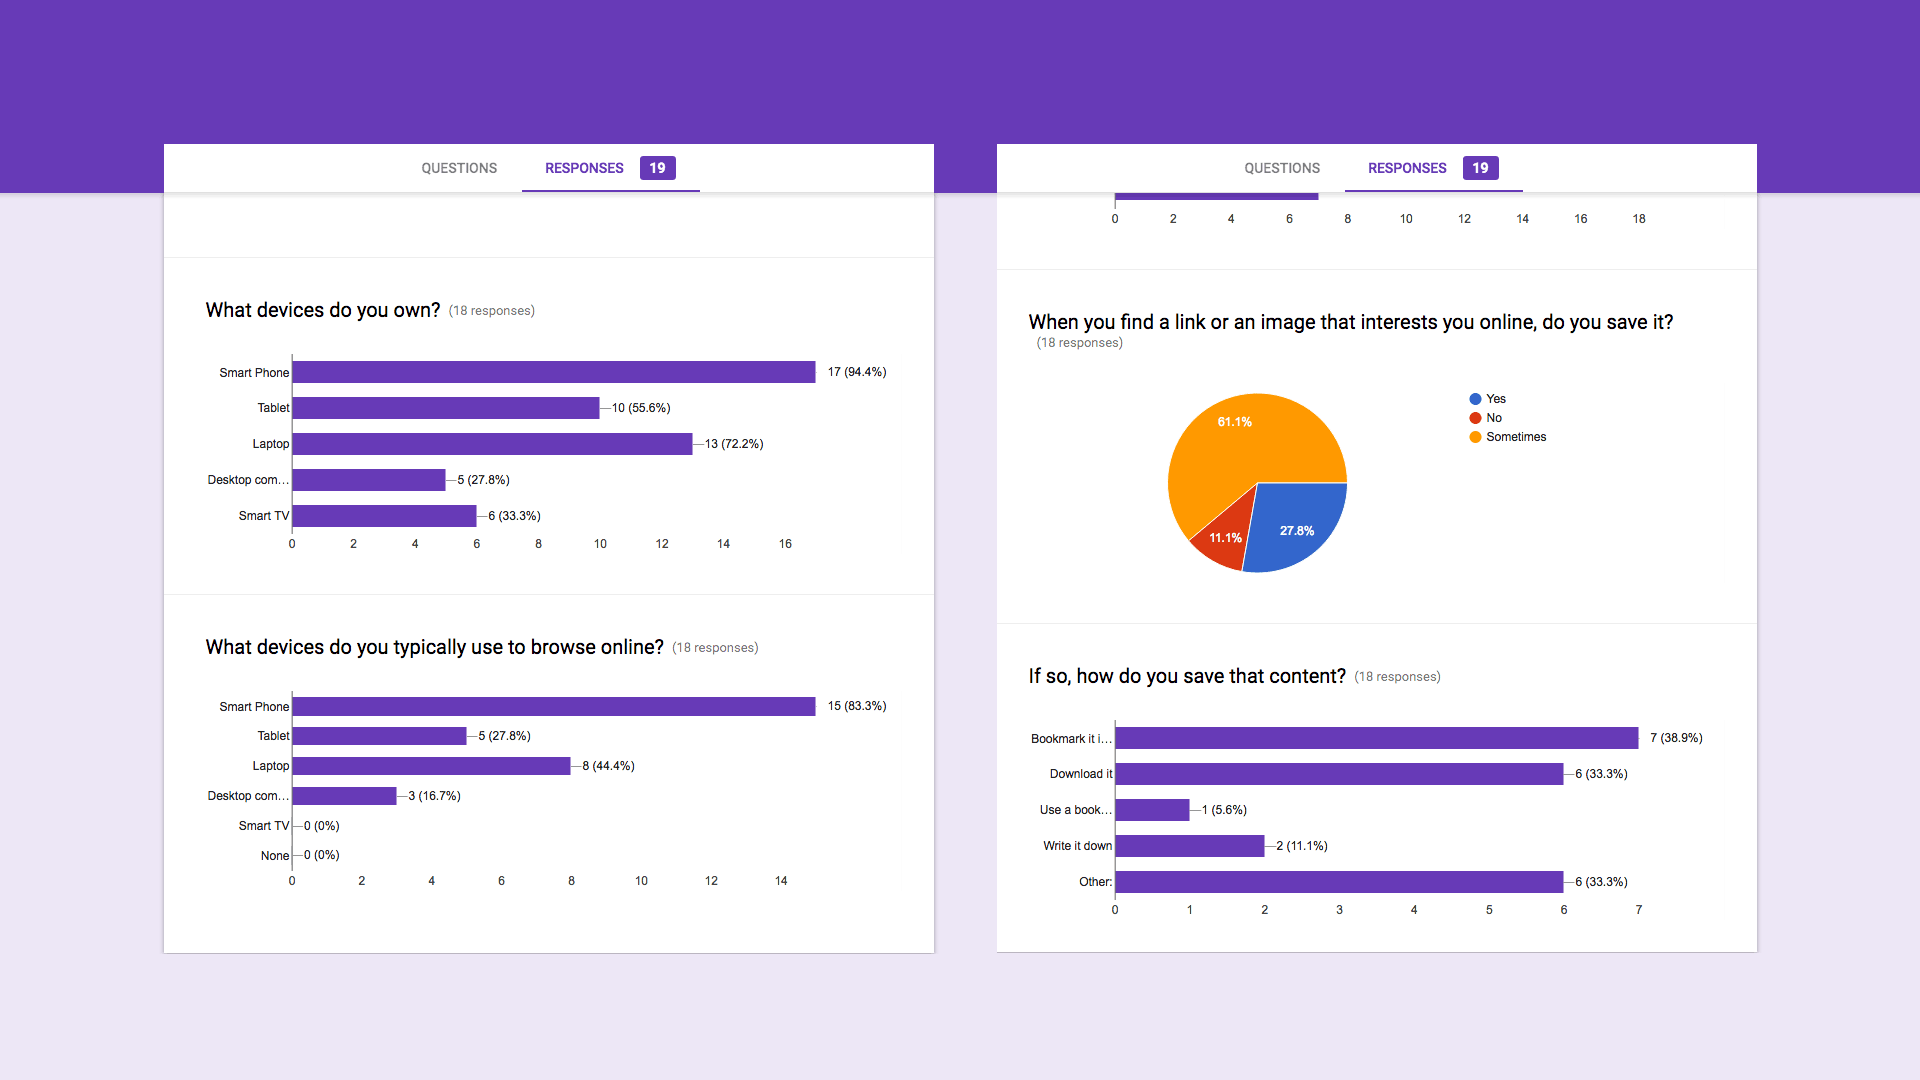 QUESTIONS RESPONSES 19
What devices do you own? (18 responses)
Smart Phone 17 (94.4%)
Tablet 10 (55.6%)
Laptop 13 (72.2%)
Desktop com... 5 (27.8%)
Smart TV 6 (33.3%)
0 2 4 6 8 10 12 14 16
What devices do you typically use to browse online? (18 responses)
Smart Phone 15 (83.3%)
Tablet 5 (27.8%)
Laptop 8 (44.4%)
Desktop com... 3 (16.7%)
Smart TV 0 (0%)
None 0 (0%)
0 2 4 6 8 10 12 14
QUESTIONS RESPONSES 19
0 2 4 6 8 10 12 14 16 18
When you find a link or an image that interests you online, do you save it?
(18 responses)
Yes
No
Sometimes
61.1%
27.8%
11.1%
If so, how do you save that content? (18 responses)
Bookmark it i... 7 (38.9%)
Download it 6 (33.3%)
Use a book... 1 (5.6%)
Write it down 2 (11.1%)
Other: 6 (33.3%)
0 1 2 3 4 5 6 7